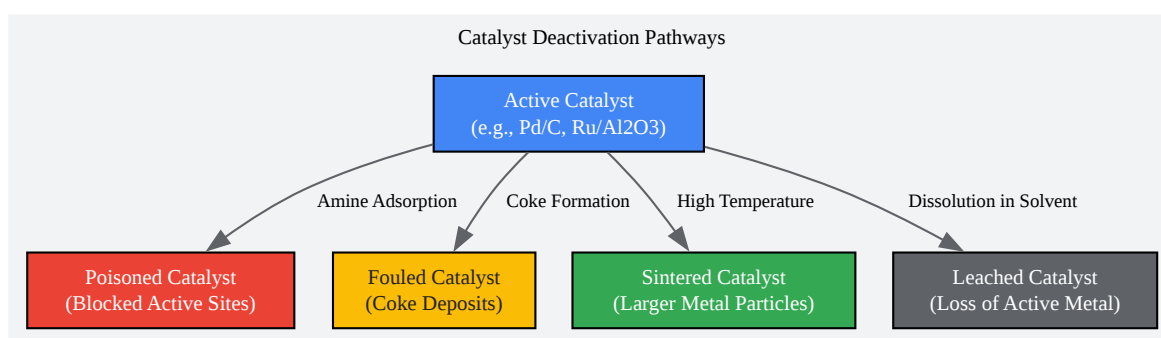 Catalyst Deactivation Pathways
Active Catalyst
(e.g., Pd/C, Ru/Al2O3)
Amine Adsorption
Coke Formation
High Temperature
Dissolution in Solvent
Poisoned Catalyst
(Blocked Active Sites)
Fouled Catalyst
(Coke Deposits)
Sintered Catalyst
(Larger Metal Particles)
Leached Catalyst
(Loss of Active Metal)